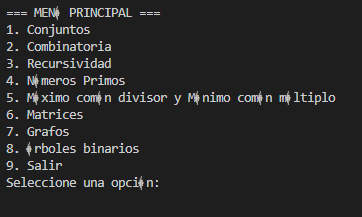 === MEN� PRINCIPAL ===
1. Conjuntos
2. Combinatoria
3. Recursividad
4. N�meros Primos
5. M�ximo com�n divisor y M�nimo com�n m�ltiplo
6. Matrices
7. Grafos
8. �rboles binarios
9. Salir
Seleccione una opci�n: